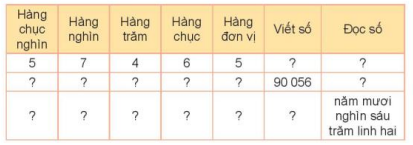 Hàng chục nghìn | Hàng nghìn | Hàng trăm | Hàng chục | Hàng đơn vị | Viết số | Đọc số
5 | 7 | 4 | 6 | 5 | ? | ?
? | ? | ? | ? | ? | 90 056 | ?
? | ? | ? | ? | ? | ? | năm mươi nghìn sáu trăm linh hai